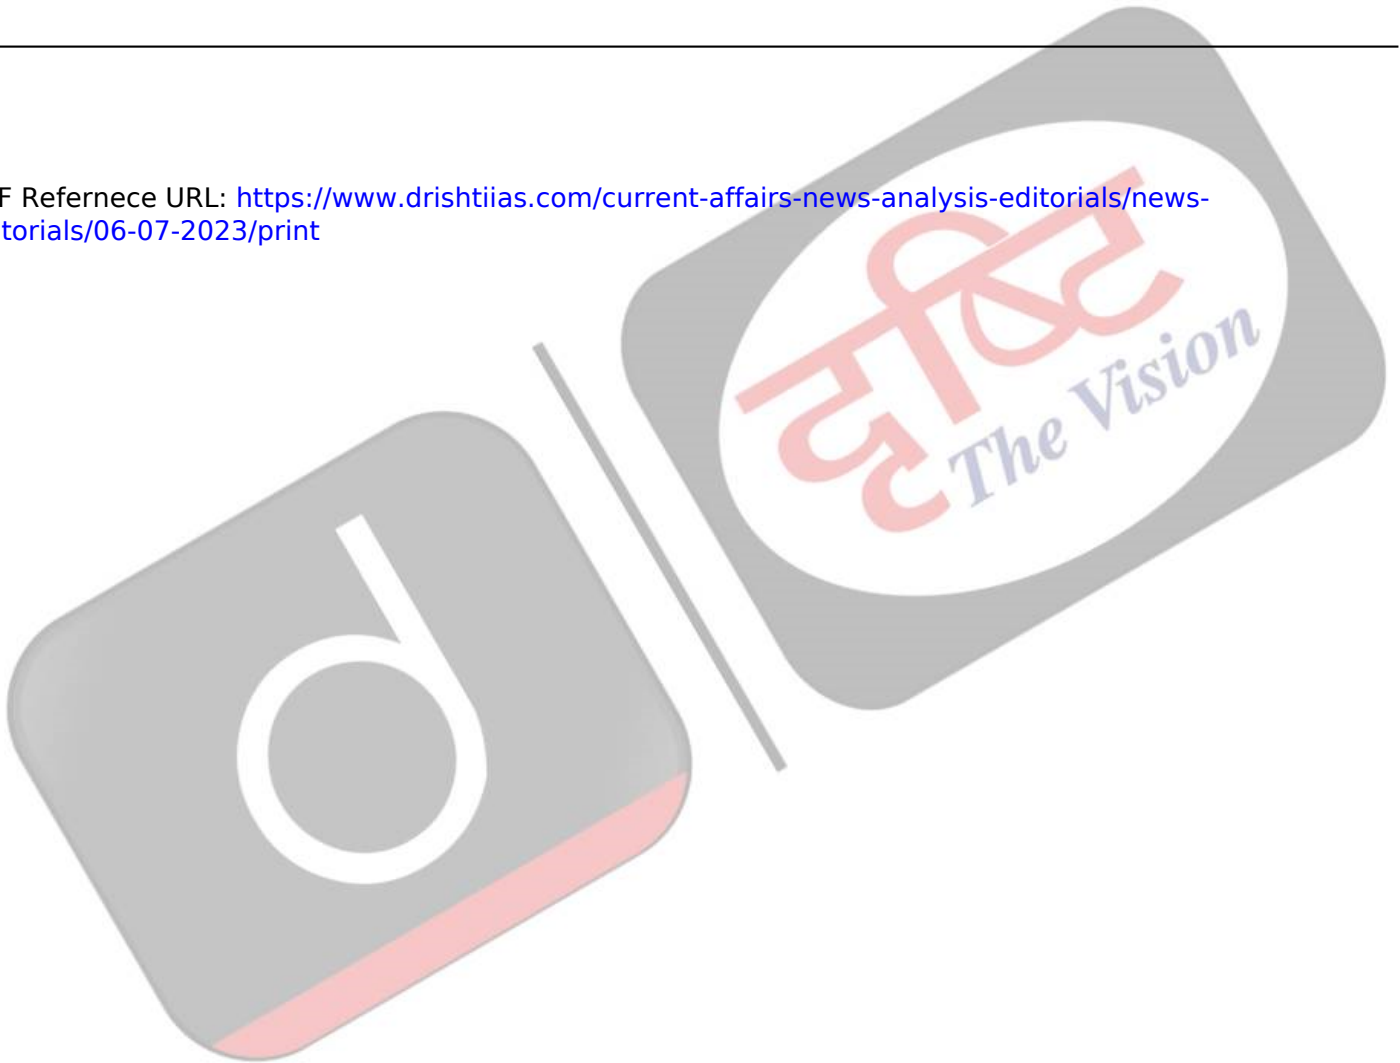 F Refernece URL: https://www.drishtiias.com/current-affairs-news-analysis-editorials/news-
torials/06-07-2023/print
दृष्टि
The Vision
d